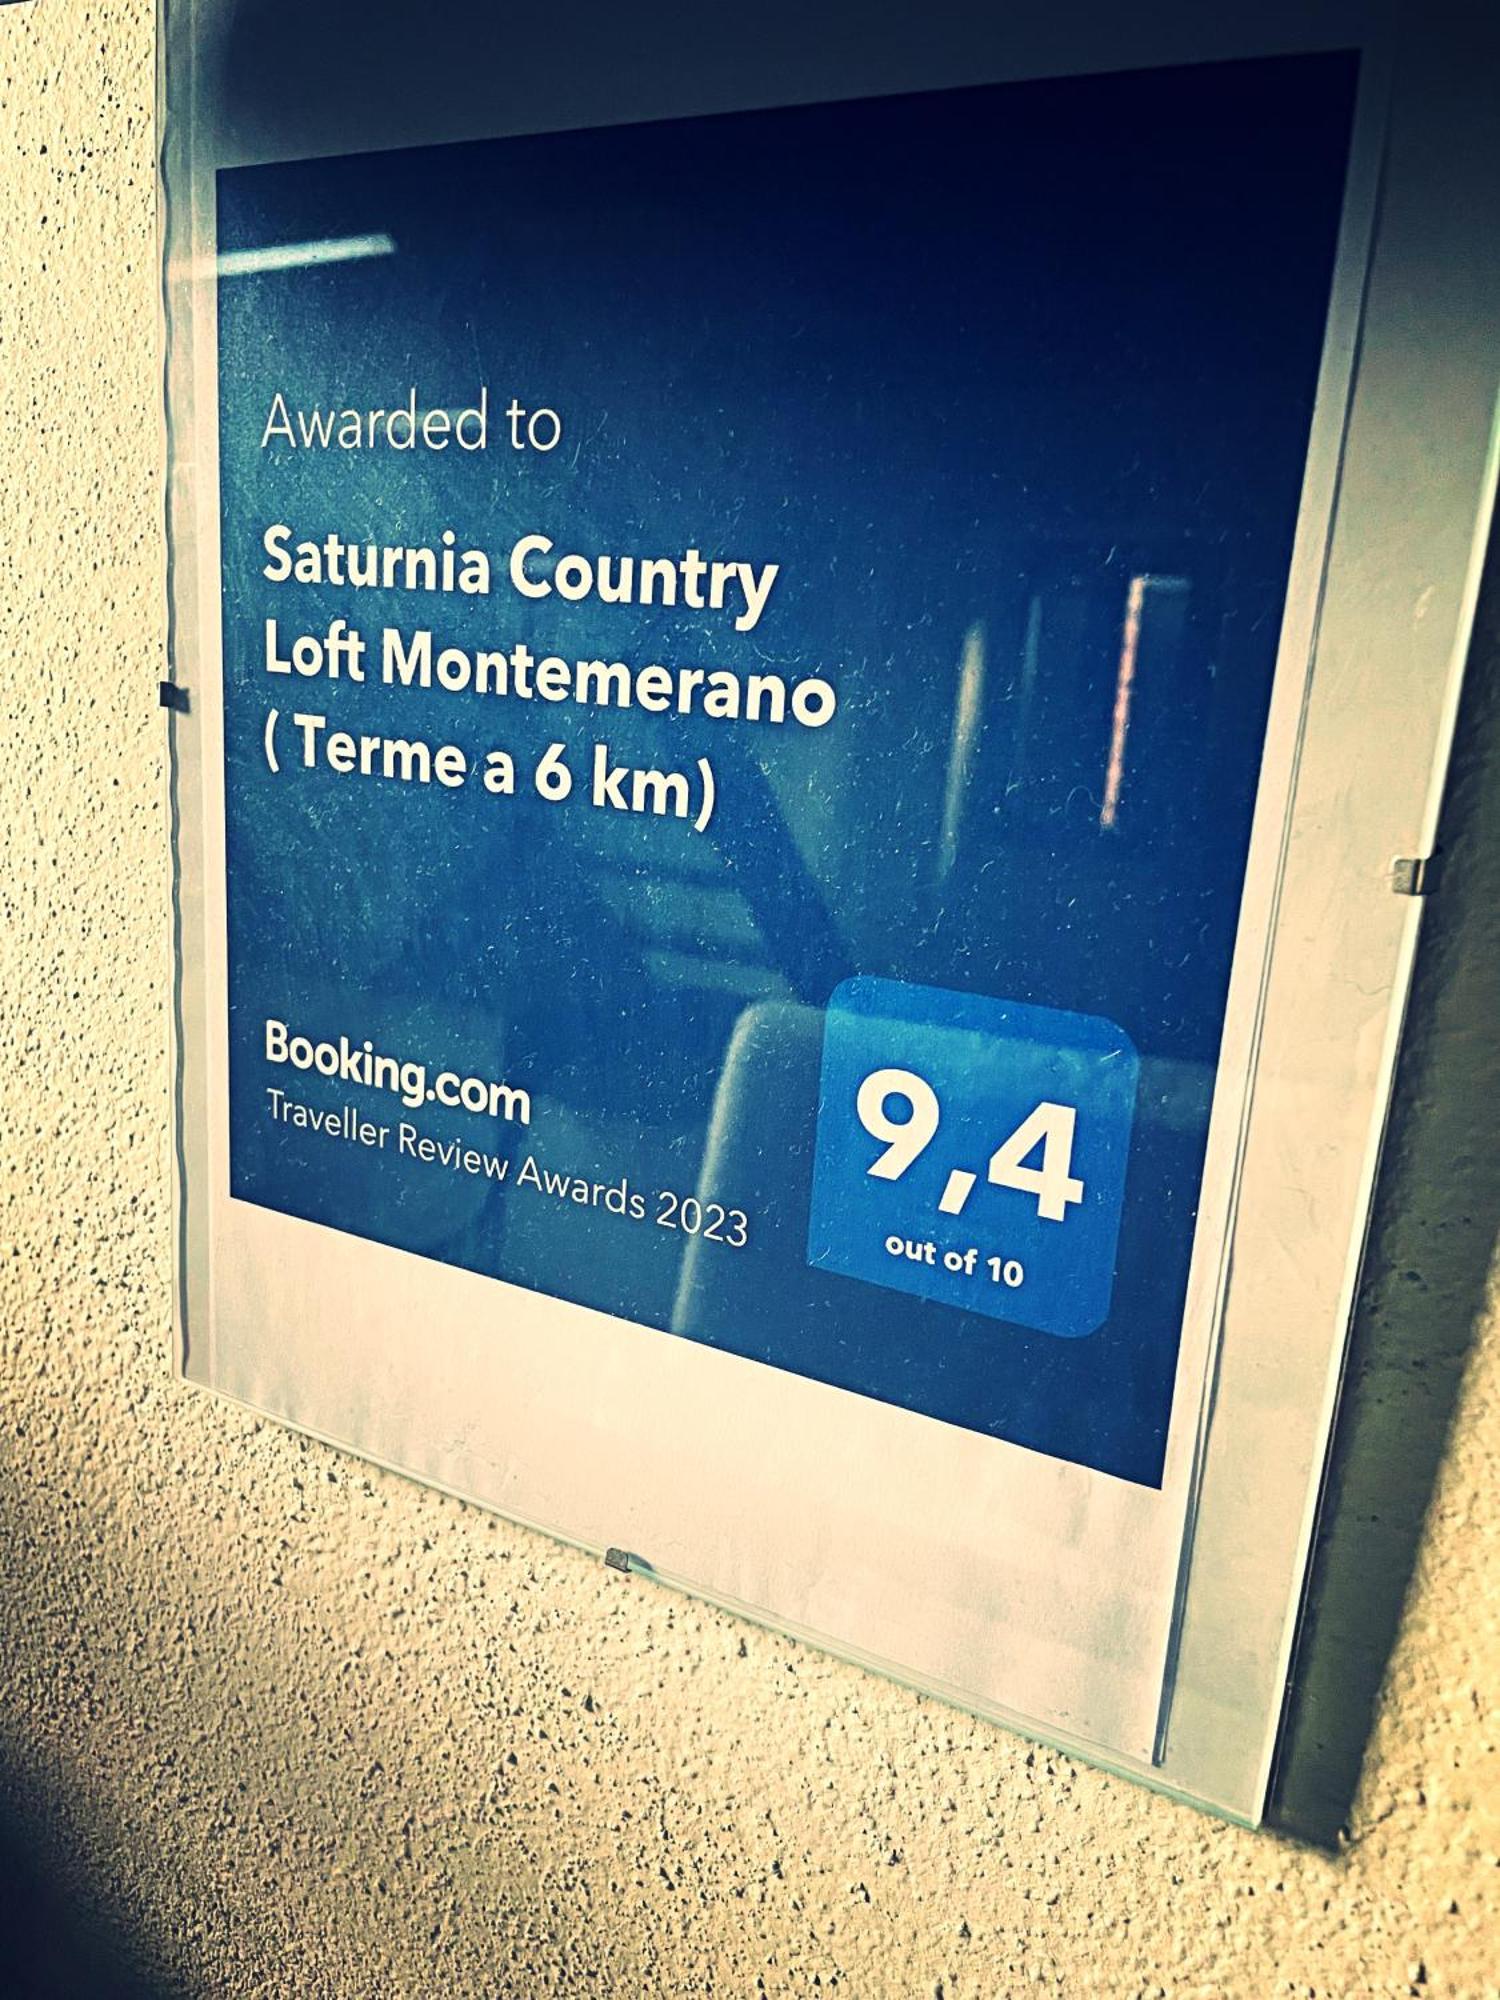 Awarded to
Saturnia Country
Loft Montemerano
( Terme a 6 km)
Booking.com
Traveller Review Awards 2023
9,4
out of 10